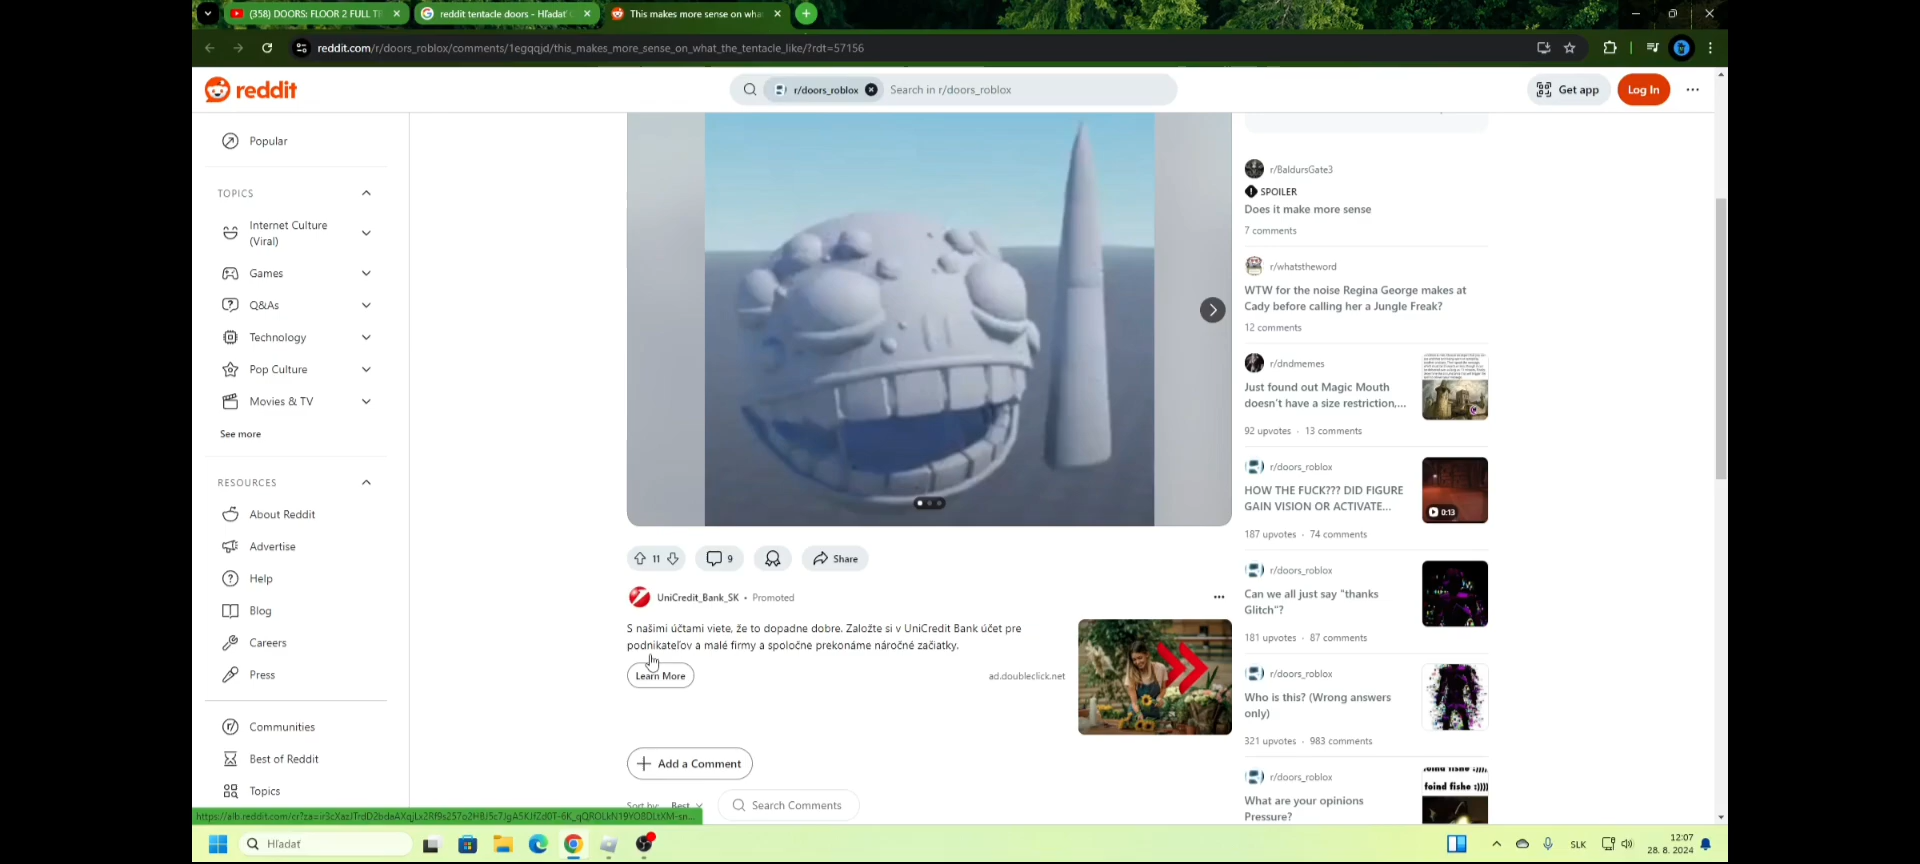 (358) DOORS: FLOOR 2 FULL TR
reddit tentacle doors - Hľadať
This makes more sense on wha
reddit.com/r/doors_roblox/comments/1egqqjd/this_makes_more_sense_on_what_the_tentacle_like/?rdt=57156
reddit
r/doors_roblox
Search in r/doors_roblox
Get app
Log In
Popular
TOPICS
Internet Culture
(Viral)
Games
Q&As
Technology
Pop Culture
Movies & TV
See more
RESOURCES
About Reddit
Advertise
Help
Blog
Careers
Press
Communities
Best of Reddit
Topics
11
9
Share
UniCredit_Bank_SK • Promoted
S našimi účtami viete, že to dopadne dobre. Založte si v UniCredit Bank účet pre
podnikateľov a malé firmy a spoločne prekonáme náročné začiatky.
Learn More
ad.doubleclick.net
Add a Comment
Sort by: Best
Search Comments
r/BaldursGate3
SPOILER
Does it make more sense
7 comments
r/whatstheword
WTW for the noise Regina George makes at
Cady before calling her a Jungle Freak?
12 comments
r/dndmemes
Just found out Magic Mouth
doesn't have a size restriction,...
92 upvotes · 13 comments
r/doors_roblox
HOW THE FUCK??? DID FIGURE
GAIN VISION OR ACTIVATE...
0:13
187 upvotes · 74 comments
r/doors_roblox
Can we all just say "thanks
Glitch"?
181 upvotes · 87 comments
r/doors_roblox
Who is this? (Wrong answers
only)
321 upvotes · 983 comments
r/doors_roblox
What are your opinions
Pressure?
foind fishe :))))
Hľadať
SLK
12:07
28. 8. 2024